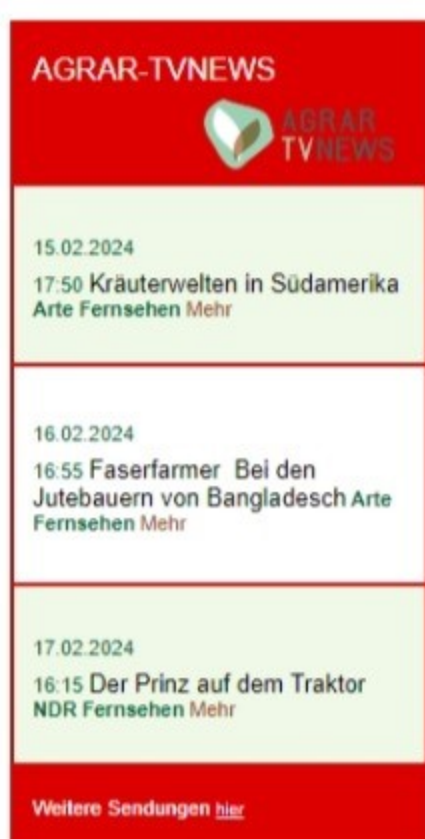 AGRAR-TVNEWS
AGRAR
TVNEWS
15.02.2024
17:50 Kräuterwelten in Südamerika
Arte Fernsehen Mehr
16.02.2024
16:55 Faserfarmer  Bei den
Jutebauern von Bangladesch Arte
Fernsehen Mehr
17.02.2024
16:15 Der Prinz auf dem Traktor
NDR Fernsehen Mehr
Weitere Sendungen hier